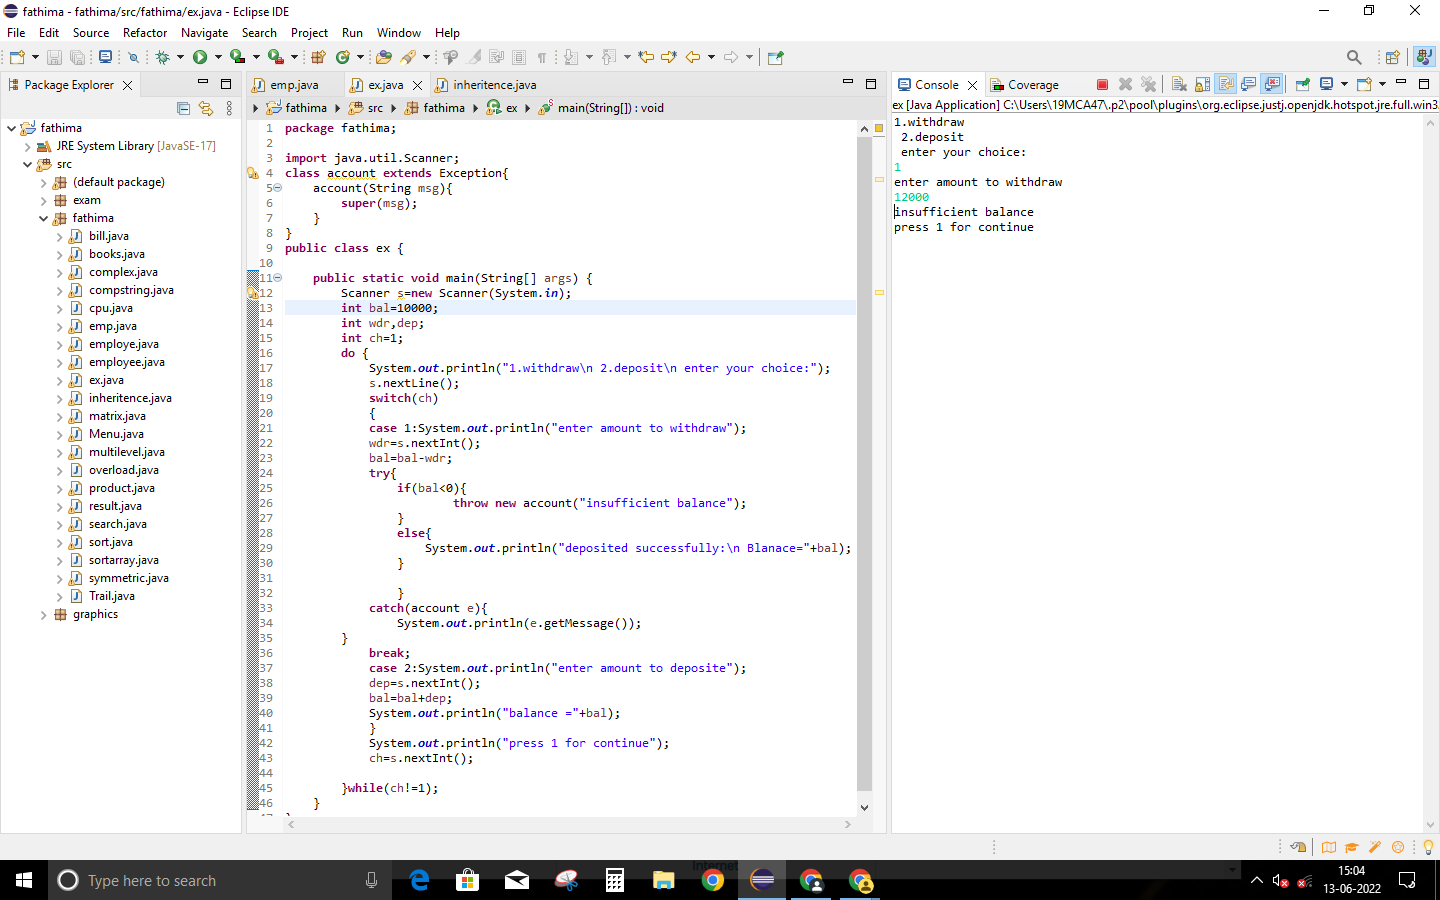 fathima - fathima/src/fathima/ex.java - Eclipse IDE
File Edit Source Refactor Navigate Search Project Run Window Help
Package Explorer
fathima
JRE System Library [JavaSE-17]
src
(default package)
exam
fathima
bill.java
books.java
complex.java
compstring.java
cpu.java
emp.java
employe.java
employee.java
ex.java
inheritence.java
matrix.java
Menu.java
multilevel.java
overload.java
product.java
result.java
search.java
sort.java
sortarray.java
symmetric.java
Trail.java
graphics
emp.java ex.java inheritence.java
fathima src fathima ex main(String[]) : void
1 package fathima;
2
3 import java.util.Scanner;
4 class account extends Exception{
5 account(String msg){
6 super(msg);
7 }
8 }
9 public class ex {
10
11 public static void main(String[] args) {
12 Scanner s=new Scanner(System.in);
13 int bal=10000;
14 int wdr,dep;
15 int ch=1;
16 do {
17 System.out.println("1.withdraw\n 2.deposit\n enter your choice:");
18 s.nextLine();
19 switch(ch)
20 {
21 case 1:System.out.println("enter amount to withdraw");
22 wdr=s.nextInt();
23 bal=bal-wdr;
24 try{
25 if(bal<0){
26 throw new account("insufficient balance");
27 }
28 else{
29 System.out.println("deposited successfully:\n Blanace="+bal);
30 }
31
32 }
33 catch(account e){
34 System.out.println(e.getMessage());
35 }
36 break;
37 case 2:System.out.println("enter amount to deposite");
38 dep=s.nextInt();
39 bal=bal+dep;
40 System.out.println("balance ="+bal);
41 }
42 System.out.println("press 1 for continue");
43 ch=s.nextInt();
44
45 }while(ch!=1);
46 }
Console Coverage
ex [Java Application] C:\Users\19MCA47\.p2\pool\plugins\org.eclipse.justj.openjdk.hotspot.jre.full.win3
1.withdraw
2.deposit
enter your choice:
1
enter amount to withdraw
12000
insufficient balance
press 1 for continue
Internet
Type here to search
15:04
13-06-2022